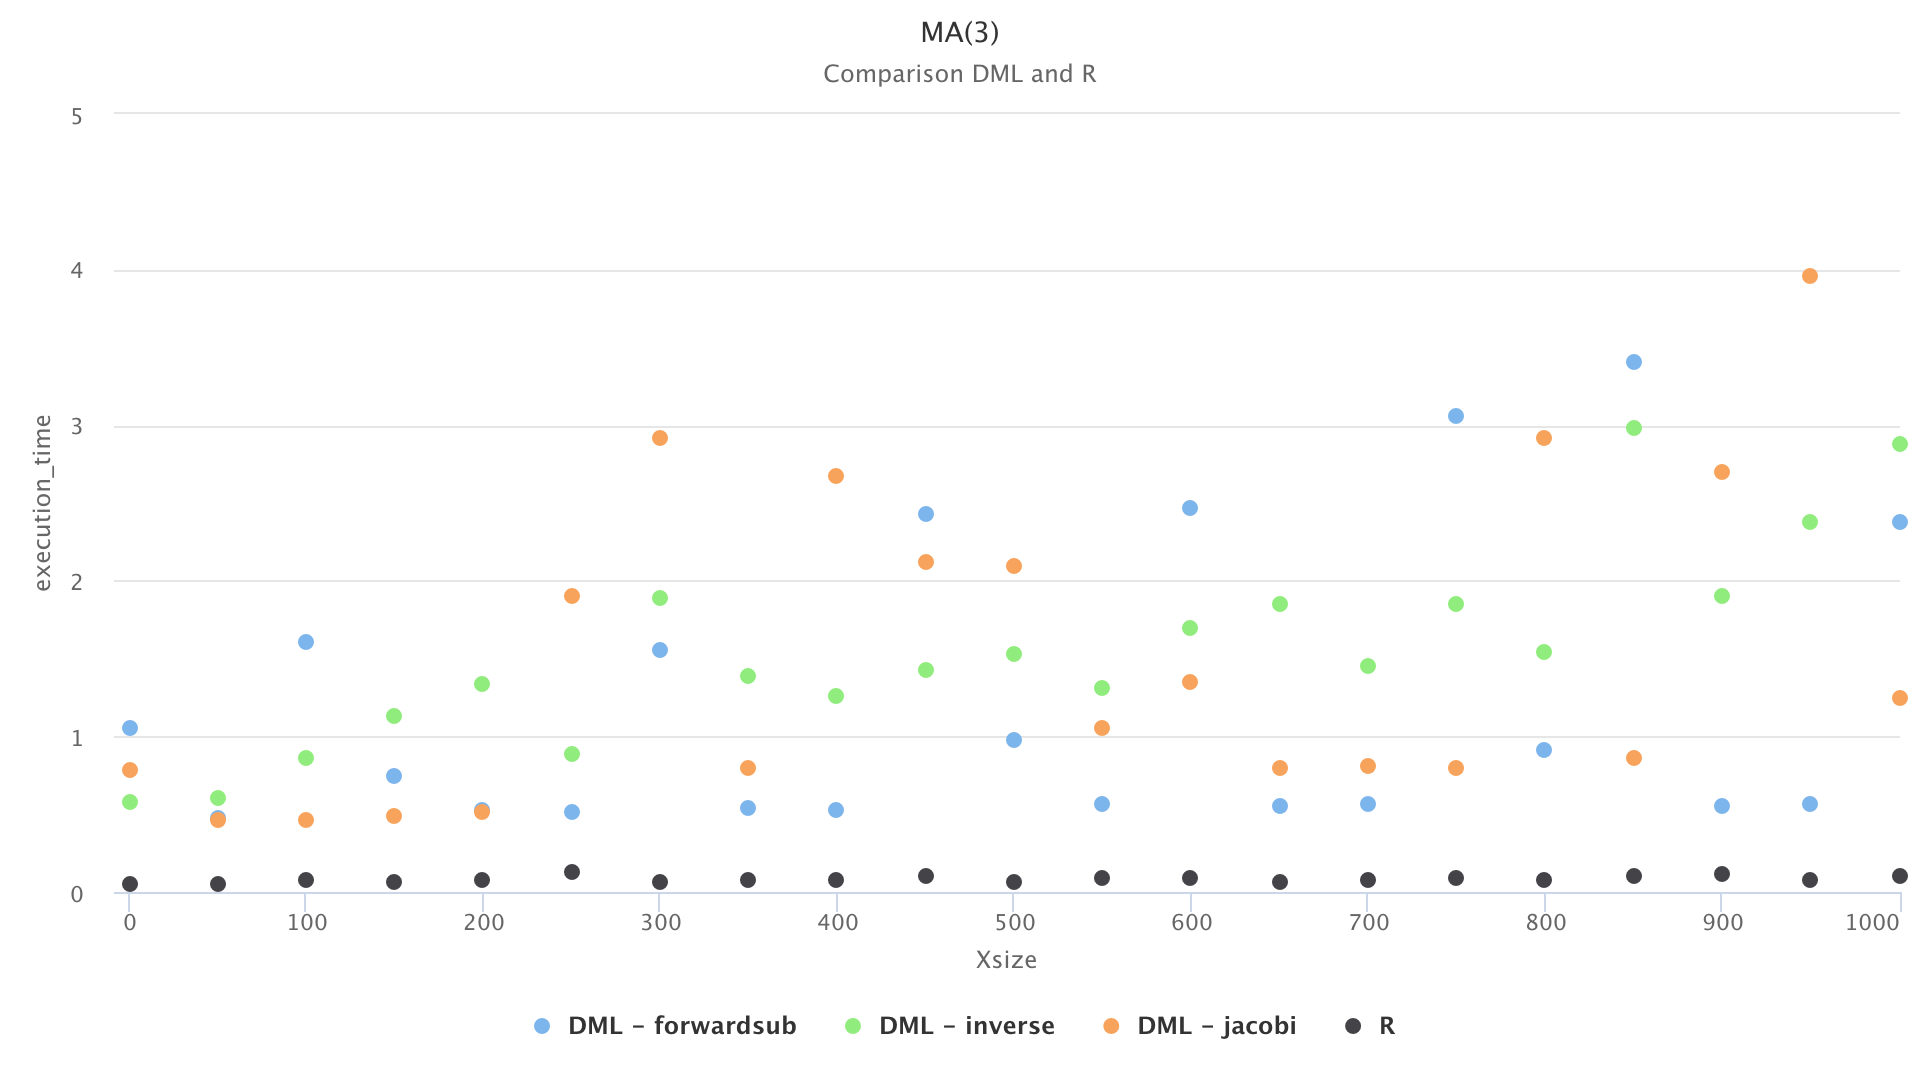 MA(3)
Comparison DML and R
5
4
3
2
1
0
execution_time
0 100 200 300 400 500 600 700 800 900 1000
Xsize
DML - forwardsub DML - inverse DML - jacobi R